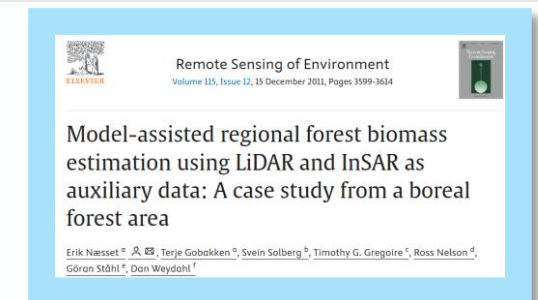 ELSEVIER
Remote Sensing of Environment
Volume 115, Issue 12, 15 December 2011, Pages 3599-3614
Model-assisted regional forest biomass
estimation using LiDAR and InSAR as
auxiliary data: A case study from a boreal
forest area
Erik Næsset a, Terje Gobakken a, Svein Solberg b, Timothy G. Gregoire c, Ross Nelson d,
Göran Ståhl e, Dan Weydahl f